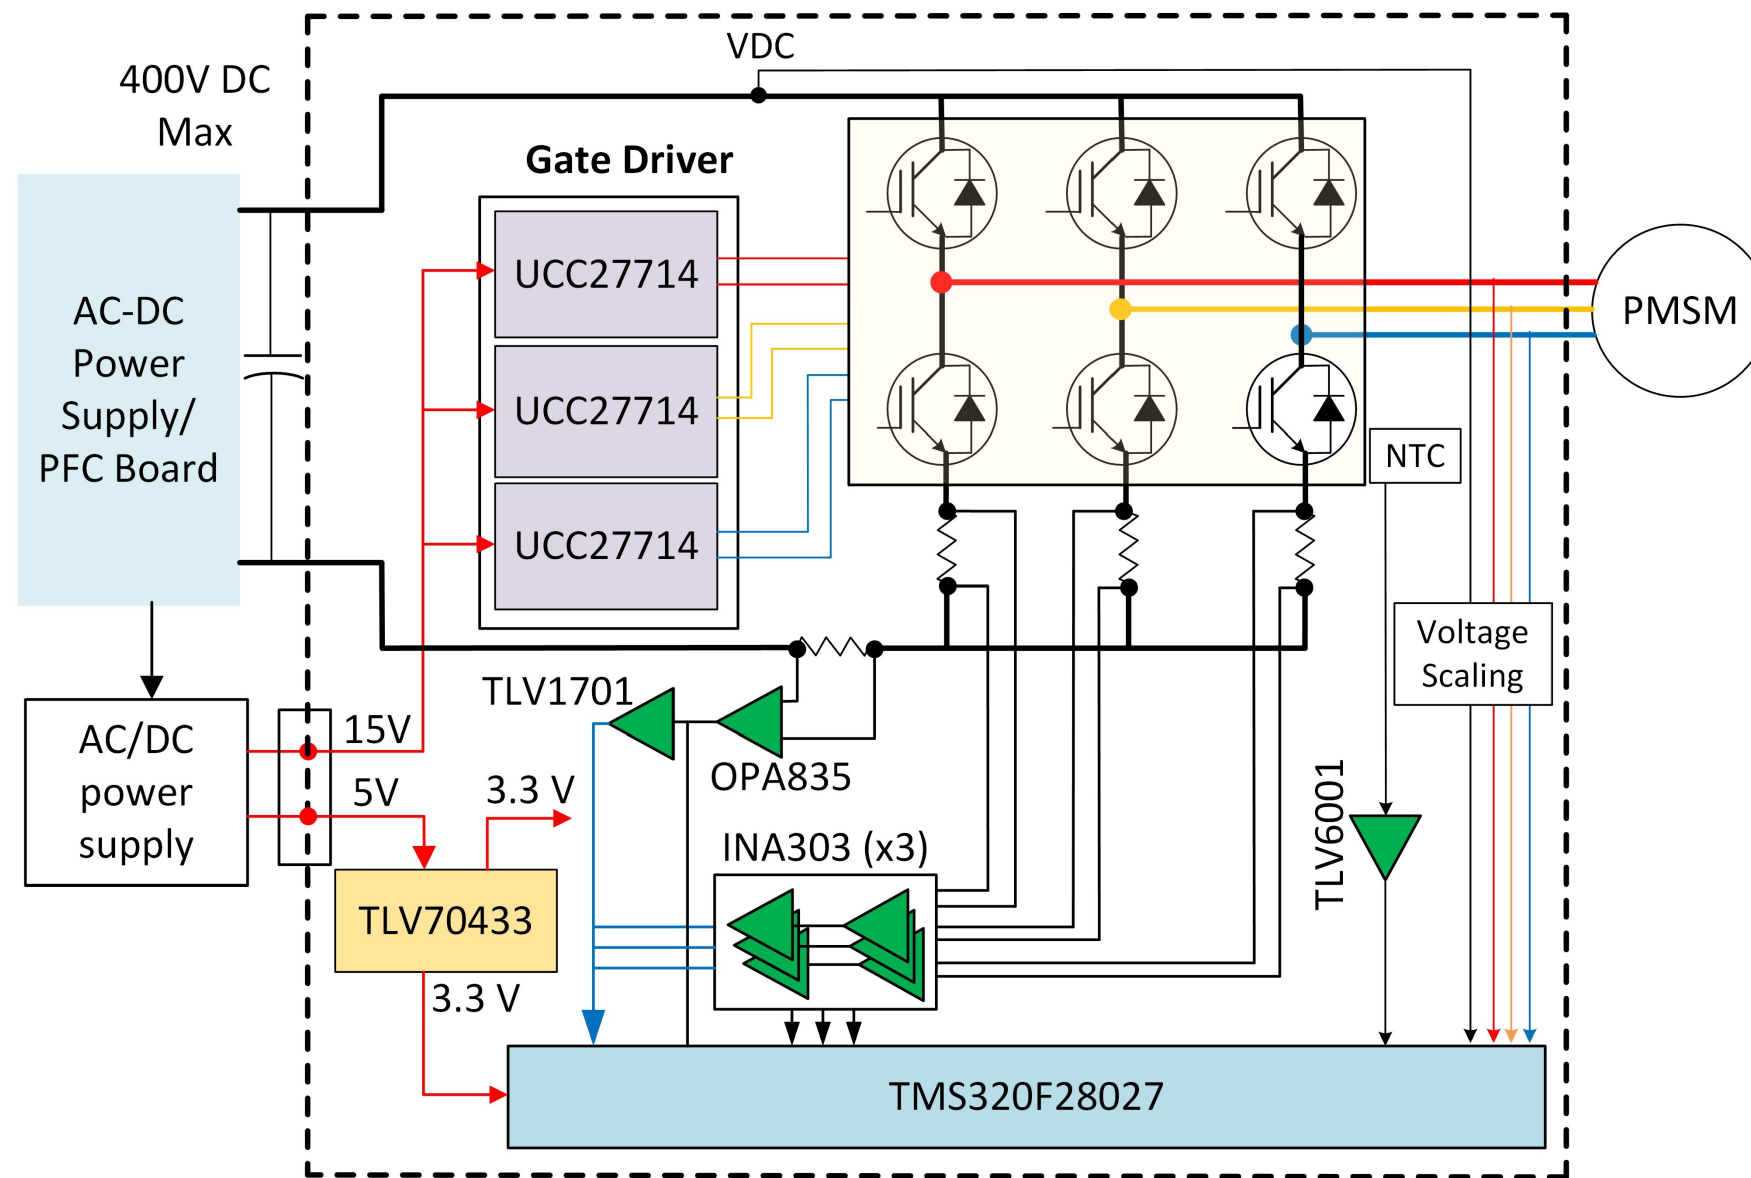 VDC
400V DC
Max
Gate Driver
AC-DC
Power
Supply/
PFC Board
UCC27714
UCC27714
UCC27714
PMSM
NTC
Voltage
Scaling
TLV1701
OPA835
15V
5V
3.3 V
AC/DC
power
supply
INA303 (x3)
TLV6001
TLV70433
3.3 V
TMS320F28027